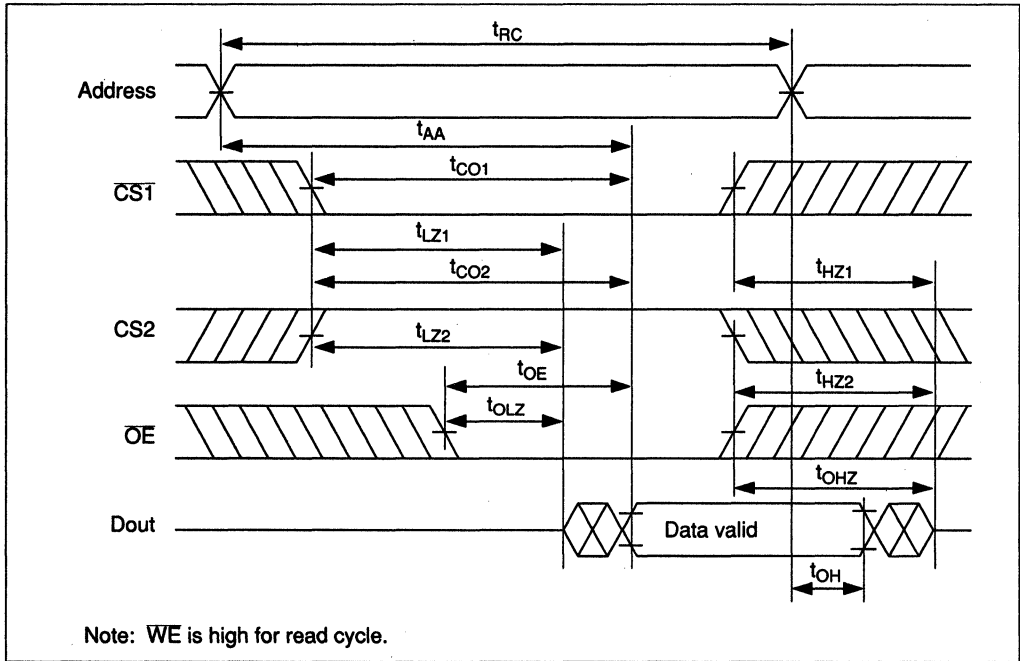 tRC
Address
tAA
tCO1
CS1
tLZ1
tCO2
tHZ1
CS2
tLZ2
tOE
tHZ2
tOLZ
OE
tOHZ
Dout
Data valid
tOH
Note: WE is high for read cycle.